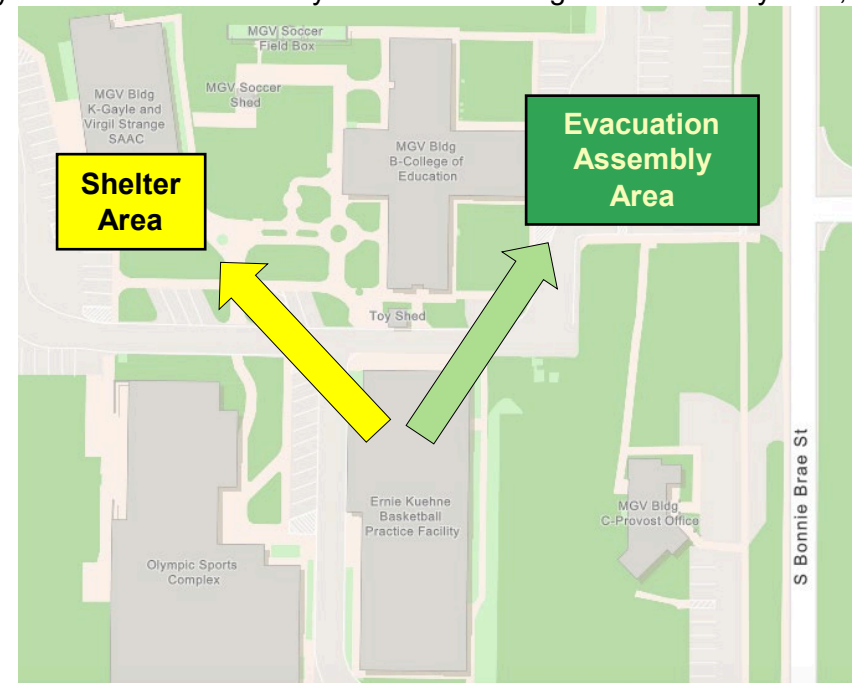 MGV Soccer
Field Box
MGV Bldg
K-Gayle and
Virgil Strange
SAAC
MGV Soccer
Shed
MGV Bldg
B-College of
Education
Evacuation
Assembly
Area
Shelter
Area
Toy Shed
Ernie Kuehne
Basketball
Practice Facility
MGV Bldg
C-Provost Office
Olympic Sports
Complex
S Bonnie Brae St